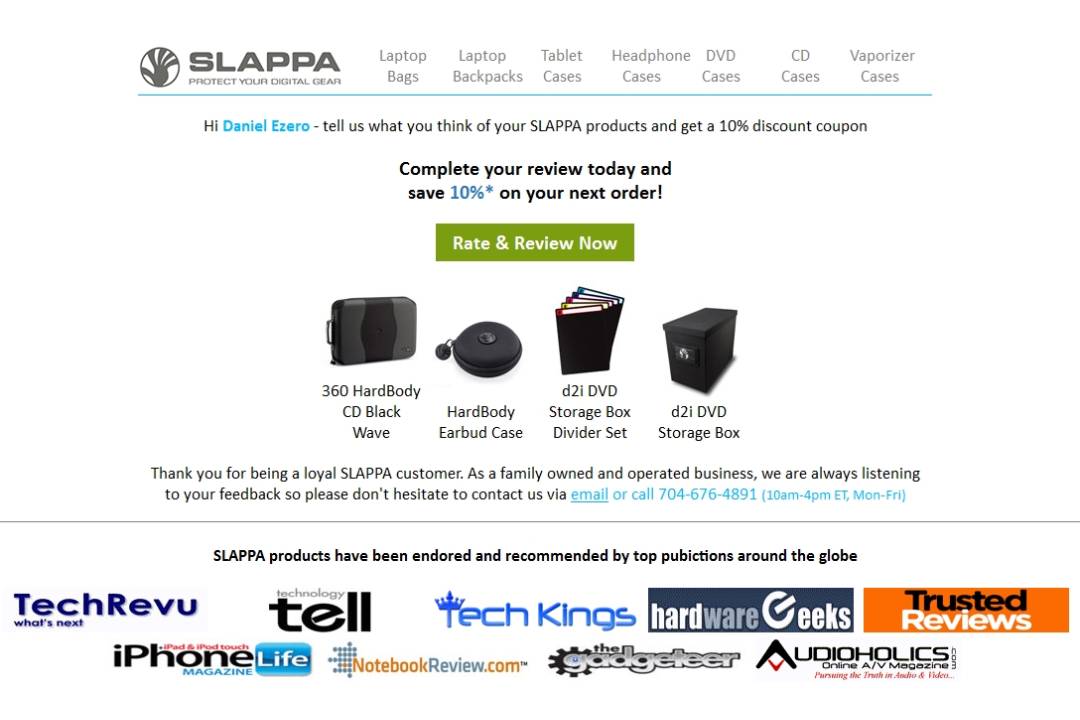 SLAPPA
PROTECT YOUR DIGITAL GEAR
Laptop
Bags
Laptop
Backpacks
Tablet
Cases
Headphone
Cases
DVD
Cases
CD
Cases
Vaporizer
Cases
Hi Daniel Ezero - tell us what you think of your SLAPPA products and get a 10% discount coupon
Complete your review today and
save 10%* on your next order!
Rate & Review Now
360 HardBody
CD Black
Wave
HardBody
Earbud Case
d2i DVD
Storage Box
Divider Set
d2i DVD
Storage Box
Thank you for being a loyal SLAPPA customer. As a family owned and operated business, we are always listening
to your feedback so please don't hesitate to contact us via email or call 704-676-4891 (10am-4pm ET, Mon-Fri)
SLAPPA products have been endored and recommended by top pubictions around the globe
TechRevu
what's next
technology
tell
Tech Kings
hardware Geeks
Trusted
Reviews
iPad & iPod touch
iPhone Life
MAGAZINE
NotebookReview.com™
the
gadgeteer
AUDIOHOLICS.com
Online A/V Magazine
Pursuing the Truth in Audio & Video...